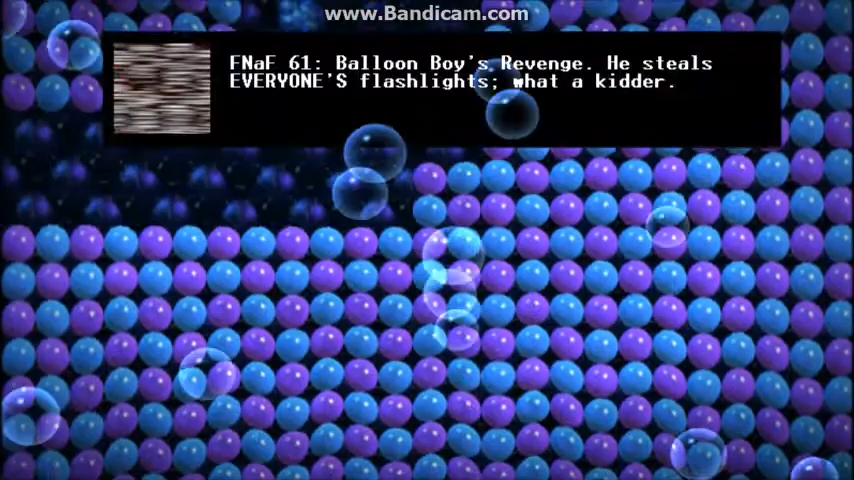 www.Bandicam.com
FNaF 61: Balloon Boy's Revenge. He steals
EVERYONE'S flashlights; what a kidder.